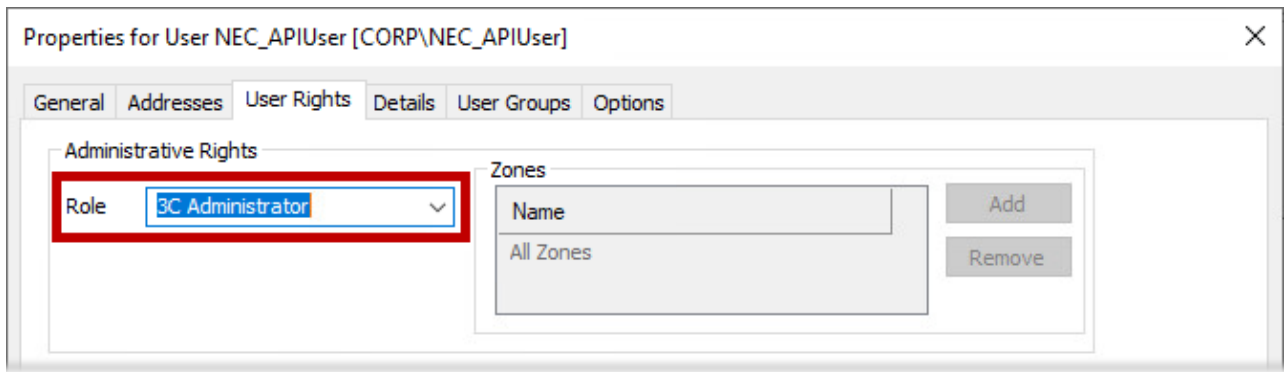 Properties for User NEC_APIUser [CORP\NEC_APIUser]
General Addresses User Rights Details User Groups Options
Administrative Rights
Role 3C Administrator
Zones
Name
All Zones
Add
Remove